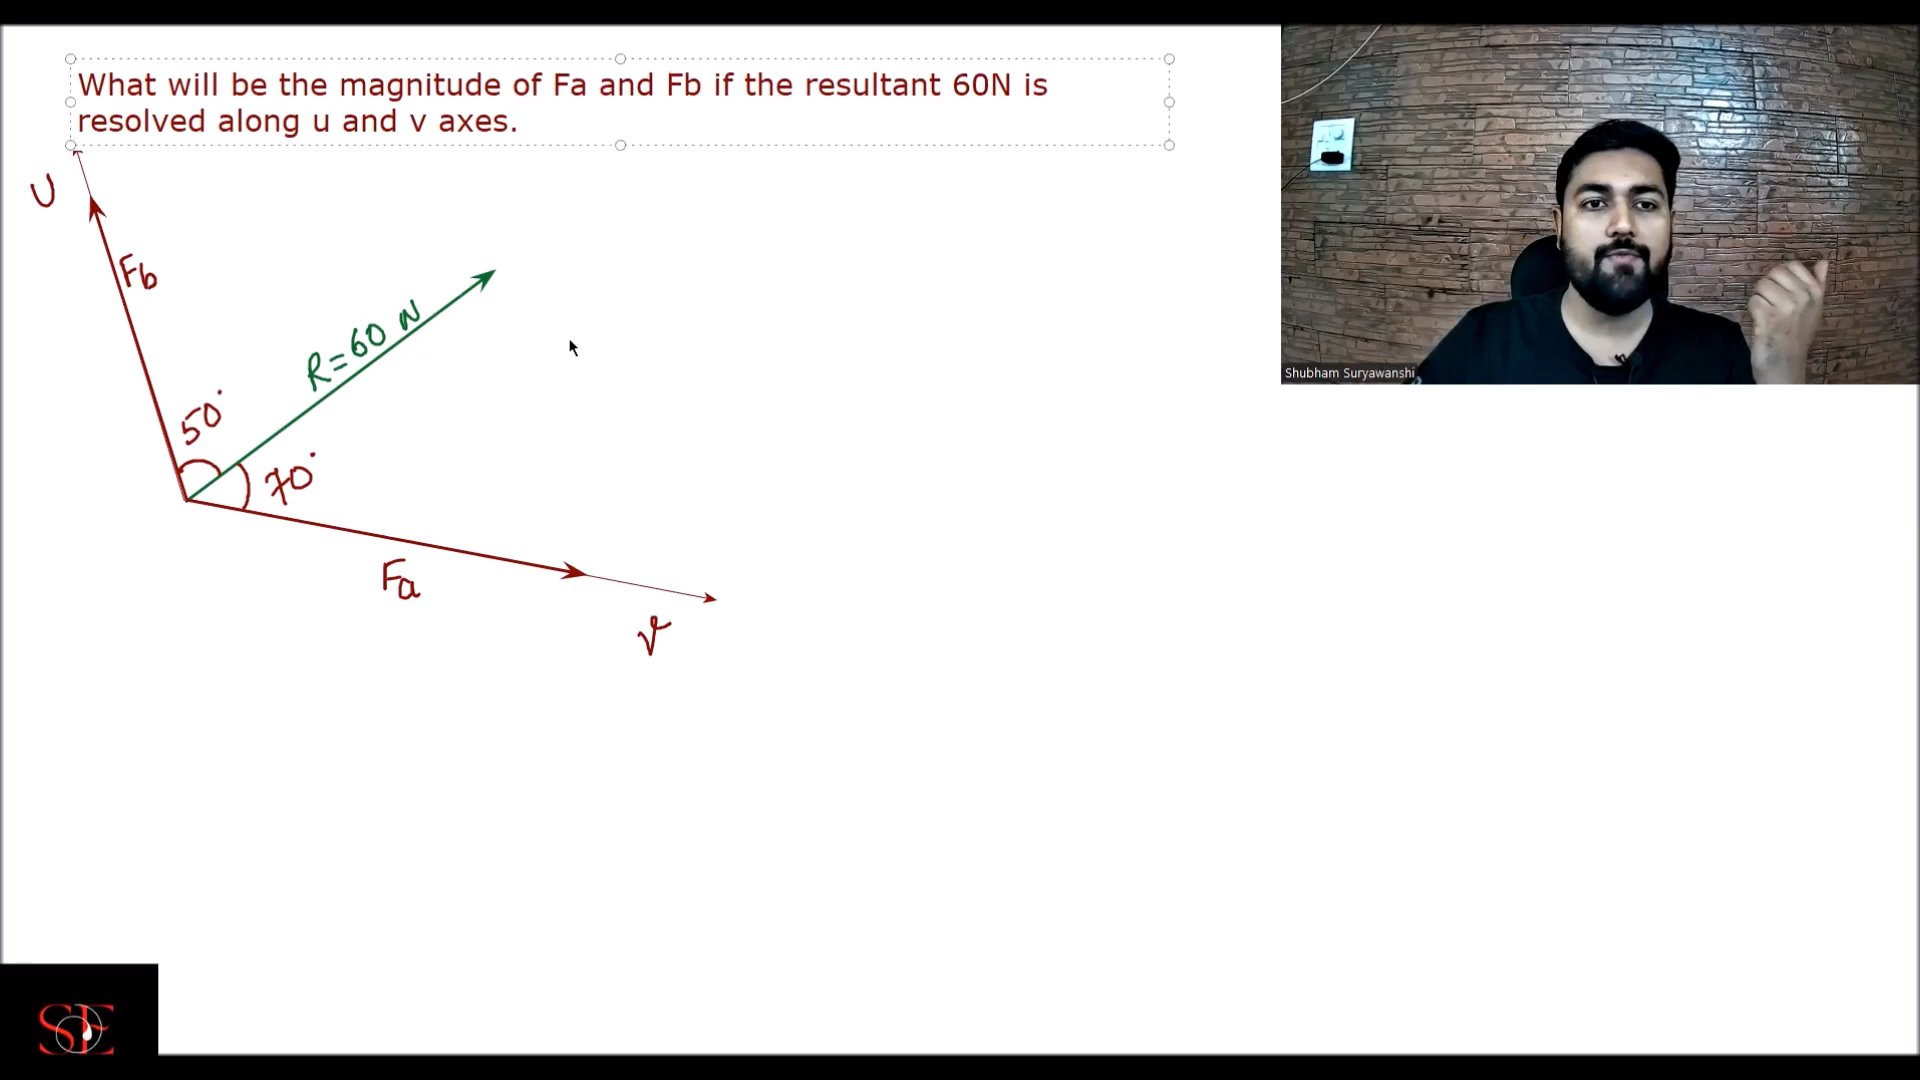 What will be the magnitude of Fa and Fb if the resultant 60N is
resolved along u and v axes.
U
Fb
R=60 N
50°
70°
Fa
v
Shubham Suryawanshi
SE